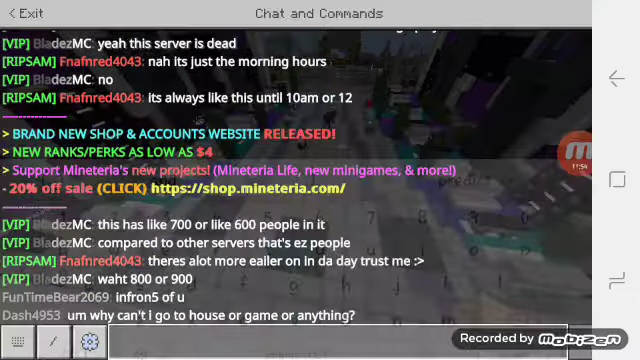 Exit
Chat and Commands
[VIP] BladezMC: yeah this server is dead
[RIPSAM] Fnafnred4043: nah its just the morning hours
[VIP] BladezMC: no
[RIPSAM] Fnafnred4043: its always like this until 10am or 12
> BRAND NEW SHOP & ACCOUNTS WEBSITE RELEASED!
> NEW RANKS/PERKS AS LOW AS $4
> Support Mineteria's new projects! (Mineteria Life, new minigames, & more!)
- 20% off sale (CLICK) https://shop.mineteria.com/
[VIP] BladezMC: this has like 700 or like 600 people in it
[VIP] BladezMC: compared to other servers that's ez people
[RIPSAM] Fnafnred4043: theres alot more eailer on in da day trust me :>
[VIP] BladezMC: waht 800 or 900
FunTimeBear2069: infron5 of u
Dash4953: um why can't i go to house or game or anything?
Recorded by MOBIZEN